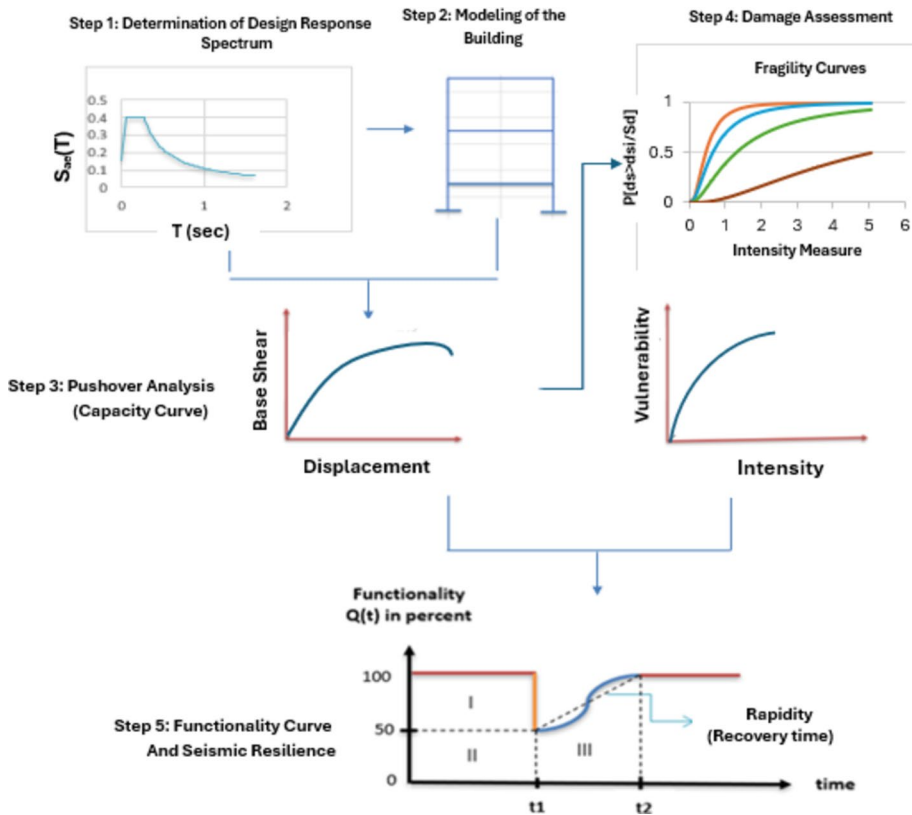 Step 1: Determination of Design Response
Spectrum
Step 2: Modeling of the
Building
Step 4: Damage Assessment
0.5
0.4
0.3
0.2
0.1
0
0 1 2
Sae(T)
T (sec)
Fragility Curves
1
0.5
0
0 1 2 3 4 5 6
P[ds>dsi/Sd]
Intensity Measure
Step 3: Pushover Analysis
(Capacity Curve)
Base Shear
Displacement
Vulnerability
Intensity
Functionality
Q(t) in percent
100
50
0
I
II
III
Step 5: Functionality Curve
And Seismic Resilience
Rapidity
(Recovery time)
time
t1 t2